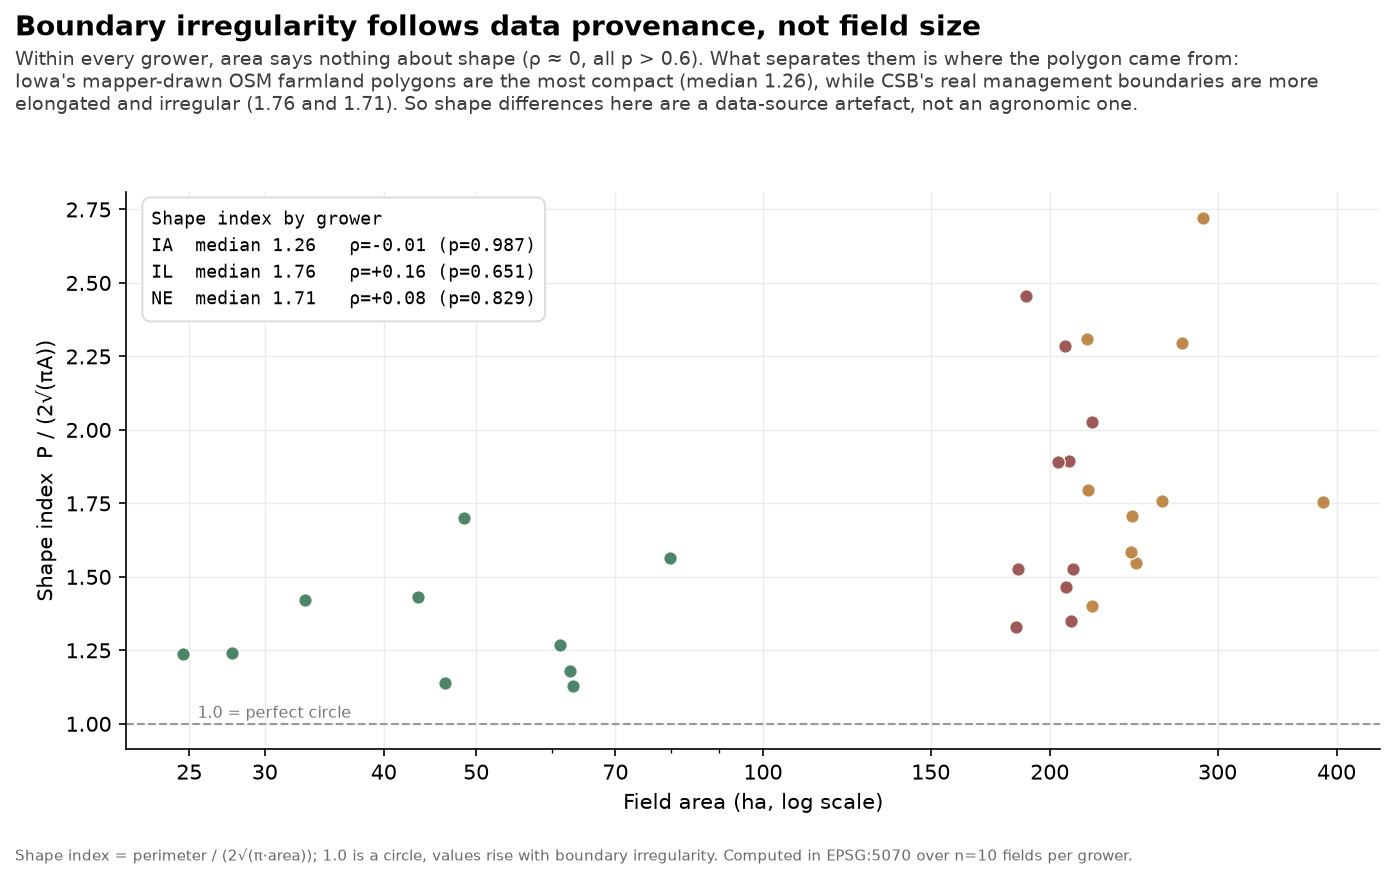 Boundary irregularity follows data provenance, not field size
Within every grower, area says nothing about shape (ρ ≈ 0, all p > 0.6). What separates them is where the polygon came from:
Iowa's mapper-drawn OSM farmland polygons are the most compact (median 1.26), while CSB's real management boundaries are more
elongated and irregular (1.76 and 1.71). So shape differences here are a data-source artefact, not an agronomic one.
Shape index by grower
IA median 1.26 ρ=-0.01 (p=0.987)
IL median 1.76 ρ=+0.16 (p=0.651)
NE median 1.71 ρ=+0.08 (p=0.829)
Shape index P / (2√(πA))
2.75
2.50
2.25
2.00
1.75
1.50
1.25
1.00
1.0 = perfect circle
25 30 40 50 70 100 150 200 300 400
Field area (ha, log scale)
Shape index = perimeter / (2√(π·area)); 1.0 is a circle, values rise with boundary irregularity. Computed in EPSG:5070 over n=10 fields per grower.